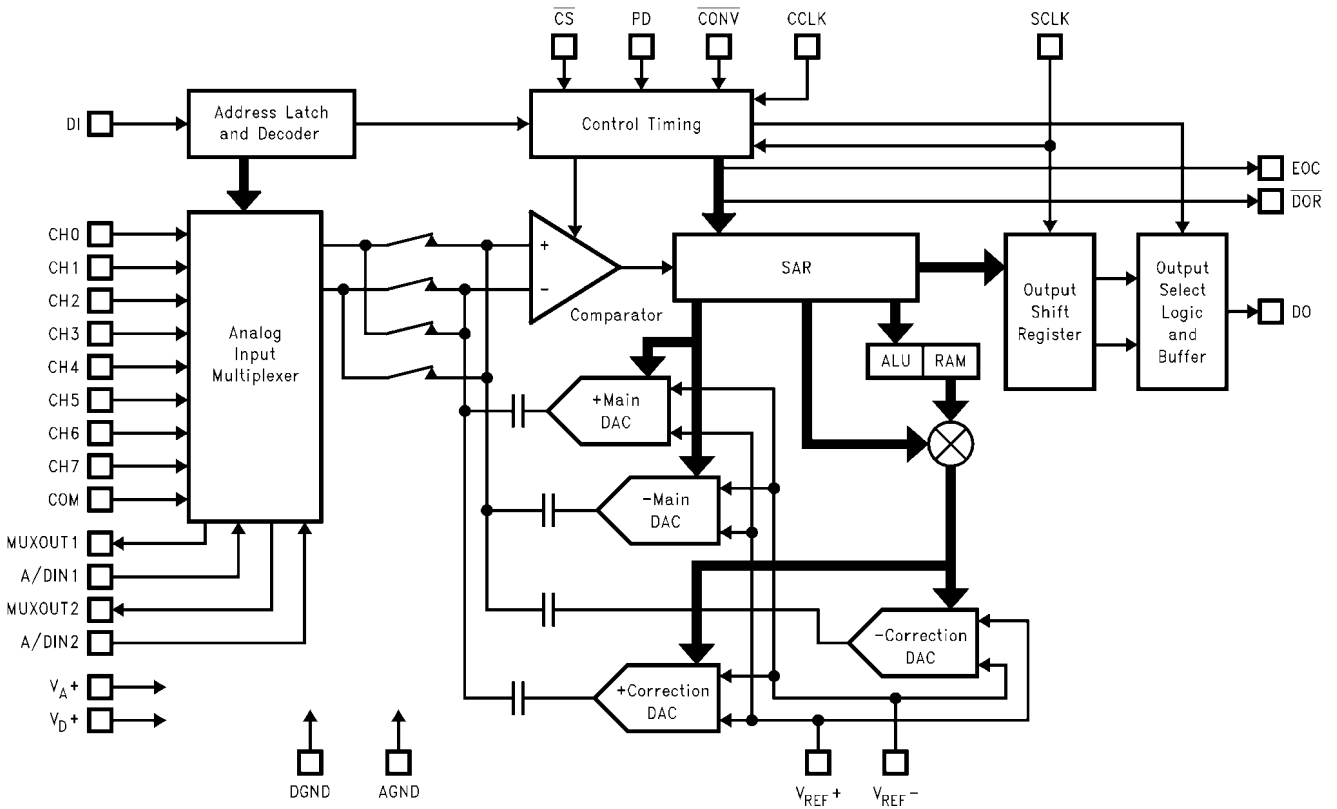 CS PD CONV CCLK SCLK
DI
Address Latch
and Decoder
Control Timing
EOC
DOR
CH0
CH1
CH2
CH3
CH4
CH5
CH6
CH7
COM
MUXOUT1
A/DIN1
MUXOUT2
A/DIN2
VA+
VD+
Analog
Input
Multiplexer
+
−
Comparator
SAR
ALU RAM
Output
Shift
Register
Output
Select
Logic
and
Buffer
DO
+Main
DAC
−Main
DAC
−Correction
DAC
+Correction
DAC
DGND AGND VREF+ VREF−